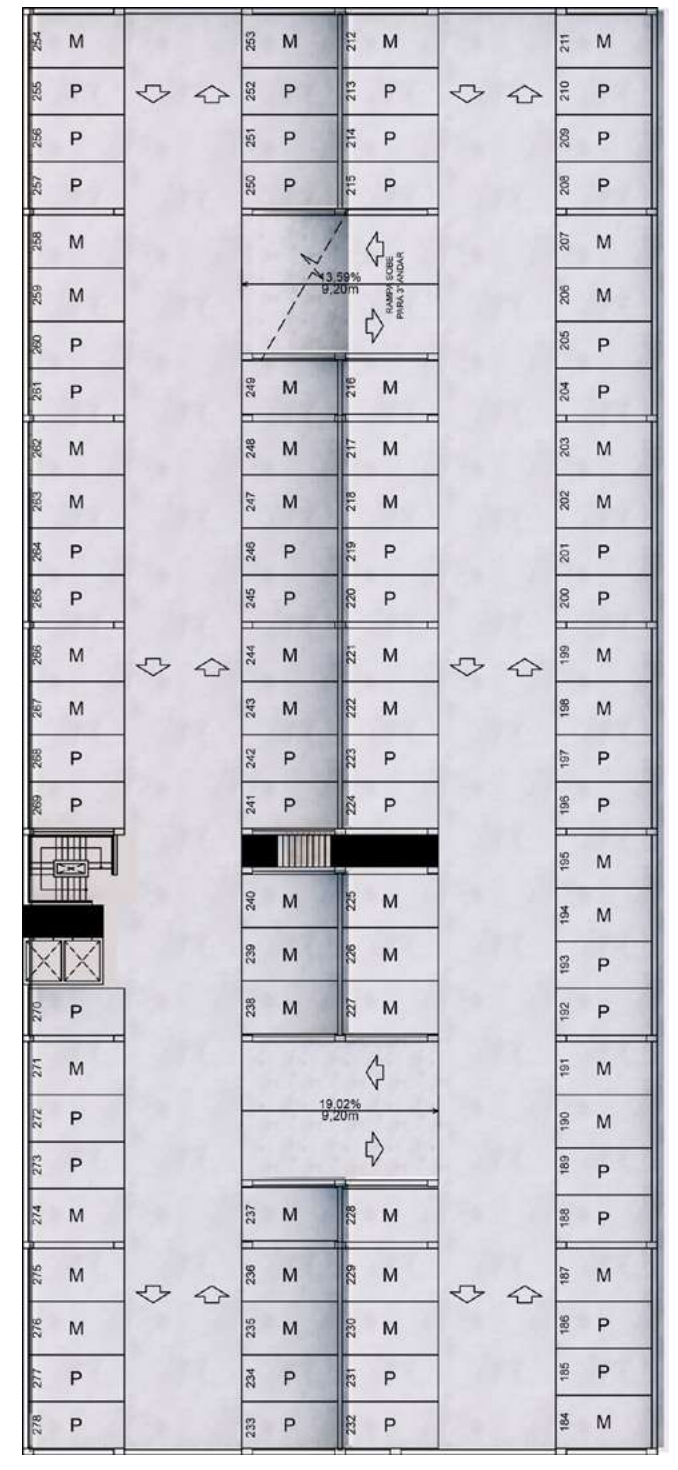 254 M 253 M 212 M 211 M
255 P 252 P 213 P 210 P
256 P 251 P 214 P 209 P
257 P 250 P 215 P 208 P
258 M 207 M
13,59%
9,20m
RAMPA SOBE
PARA 3° ANDAR
259 M 206 M
260 P 205 P
261 P 249 M 216 M 204 P
262 M 248 M 217 M 203 M
263 M 247 M 218 M 202 M
264 P 246 P 219 P 201 P
265 P 245 P 220 P 200 P
266 M 244 M 221 M 199 M
267 M 243 M 222 M 198 M
268 P 242 P 223 P 197 P
269 P 241 P 224 P 196 P
195 M
240 M 225 M 194 M
239 M 226 M 193 P
270 P 238 M 227 M 192 P
271 M 191 M
19,02%
9,20m
272 P 190 M
273 P 189 P
274 M 237 M 228 M 188 P
275 M 236 M 229 M 187 M
276 M 235 M 230 M 186 P
277 P 234 P 231 P 185 P
278 P 233 P 232 P 184 M